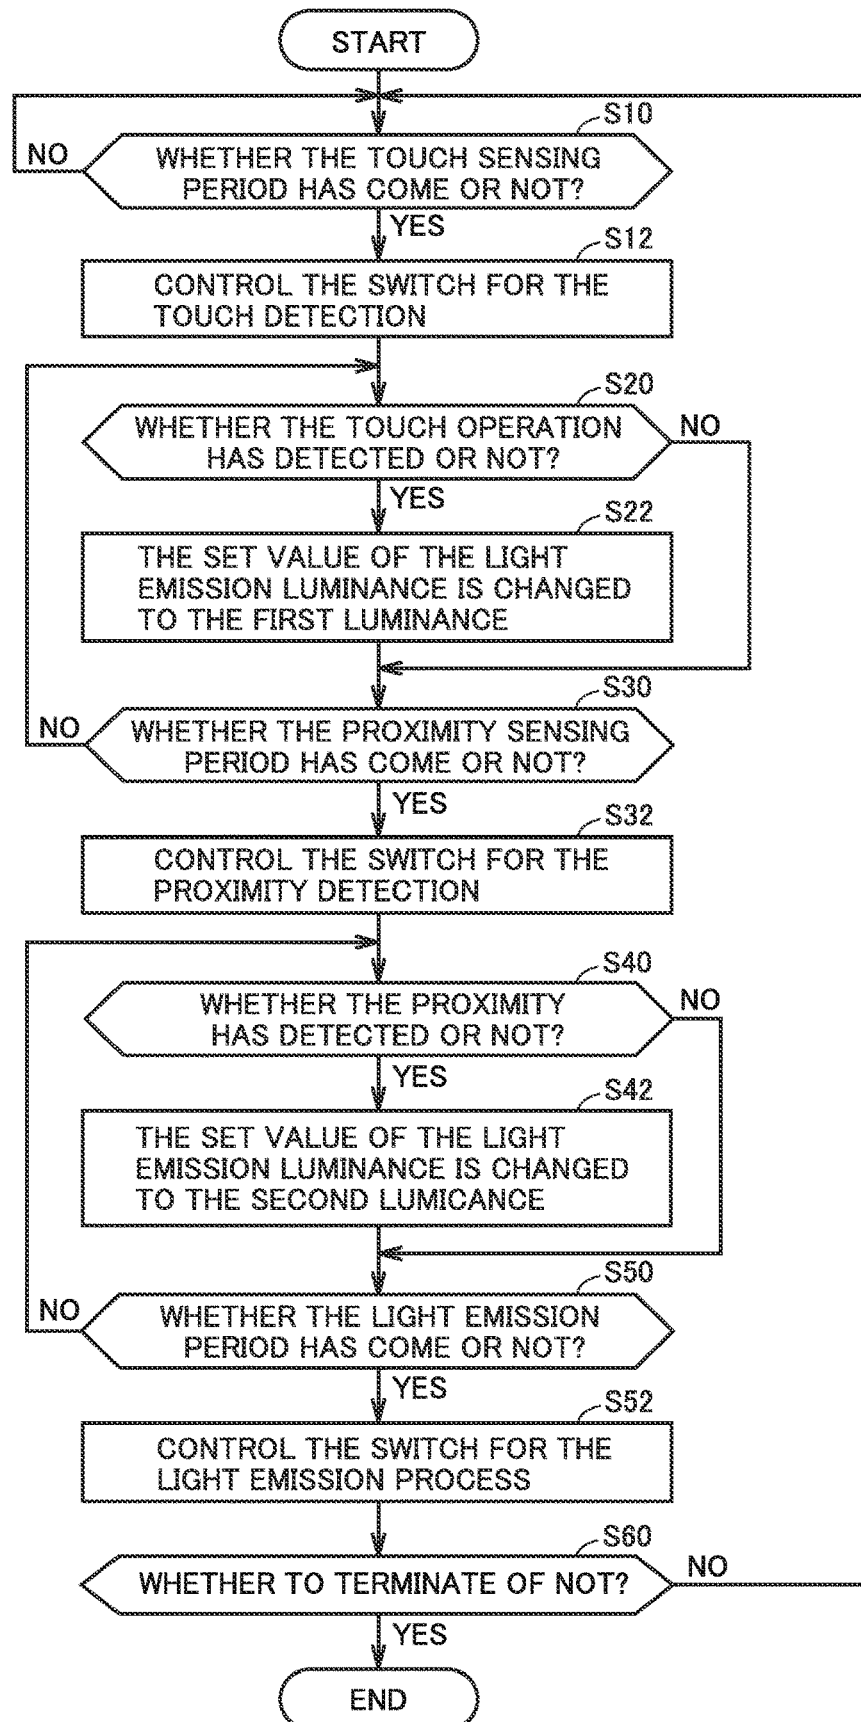 START
S10
NO
WHETHER THE TOUCH SENSING
PERIOD HAS COME OR NOT?
YES
S12
CONTROL THE SWITCH FOR THE
TOUCH DETECTION
S20
WHETHER THE TOUCH OPERATION
HAS DETECTED OR NOT?
NO
YES
S22
THE SET VALUE OF THE LIGHT
EMISSION LUMINANCE IS CHANGED
TO THE FIRST LUMINANCE
S30
NO
WHETHER THE PROXIMITY SENSING
PERIOD HAS COME OR NOT?
YES
S32
CONTROL THE SWITCH FOR THE
PROXIMITY DETECTION
S40
WHETHER THE PROXIMITY
HAS DETECTED OR NOT?
NO
YES
S42
THE SET VALUE OF THE LIGHT
EMISSION LUMINANCE IS CHANGED
TO THE SECOND LUMICANCE
S50
NO
WHETHER THE LIGHT EMISSION
PERIOD HAS COME OR NOT?
YES
S52
CONTROL THE SWITCH FOR THE
LIGHT EMISSION PROCESS
S60
WHETHER TO TERMINATE OF NOT?
NO
YES
END